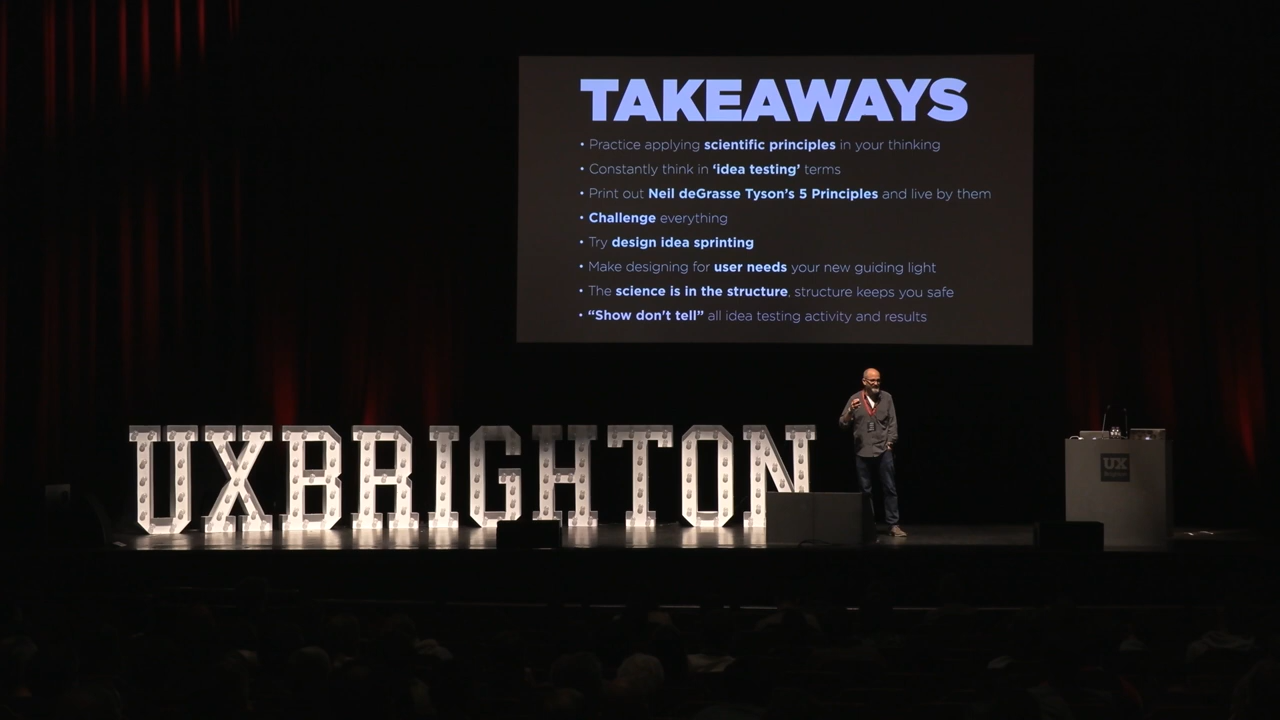 TAKEAWAYS
• Practice applying scientific principles in your thinking
• Constantly think in ‘idea testing’ terms
• Print out Neil deGrasse Tyson’s 5 Principles and live by them
• Challenge everything
• Try design idea sprinting
• Make designing for user needs your new guiding light
• The science is in the structure, structure keeps you safe
• “Show don't tell” all idea testing activity and results
UXBRIGHTON
UX